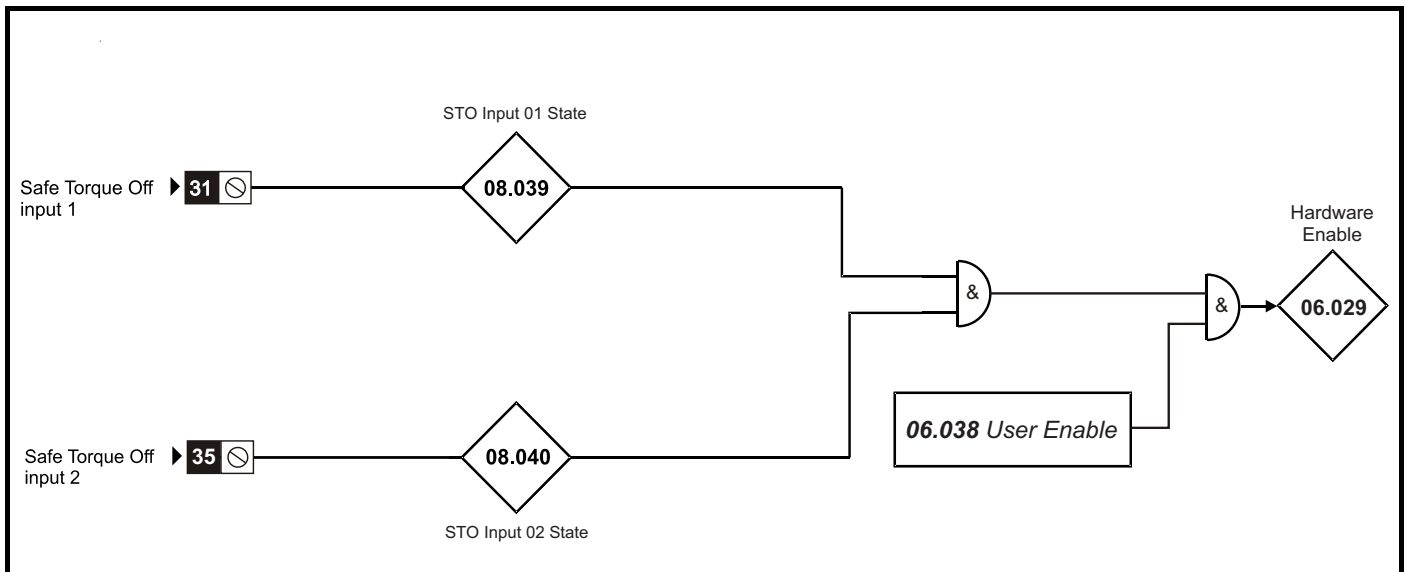 STO Input 01 State
Safe Torque Off
input 1
31
08.039
Hardware
Enable
&
&
06.029
06.038 User Enable
Safe Torque Off
input 2
35
08.040
STO Input 02 State